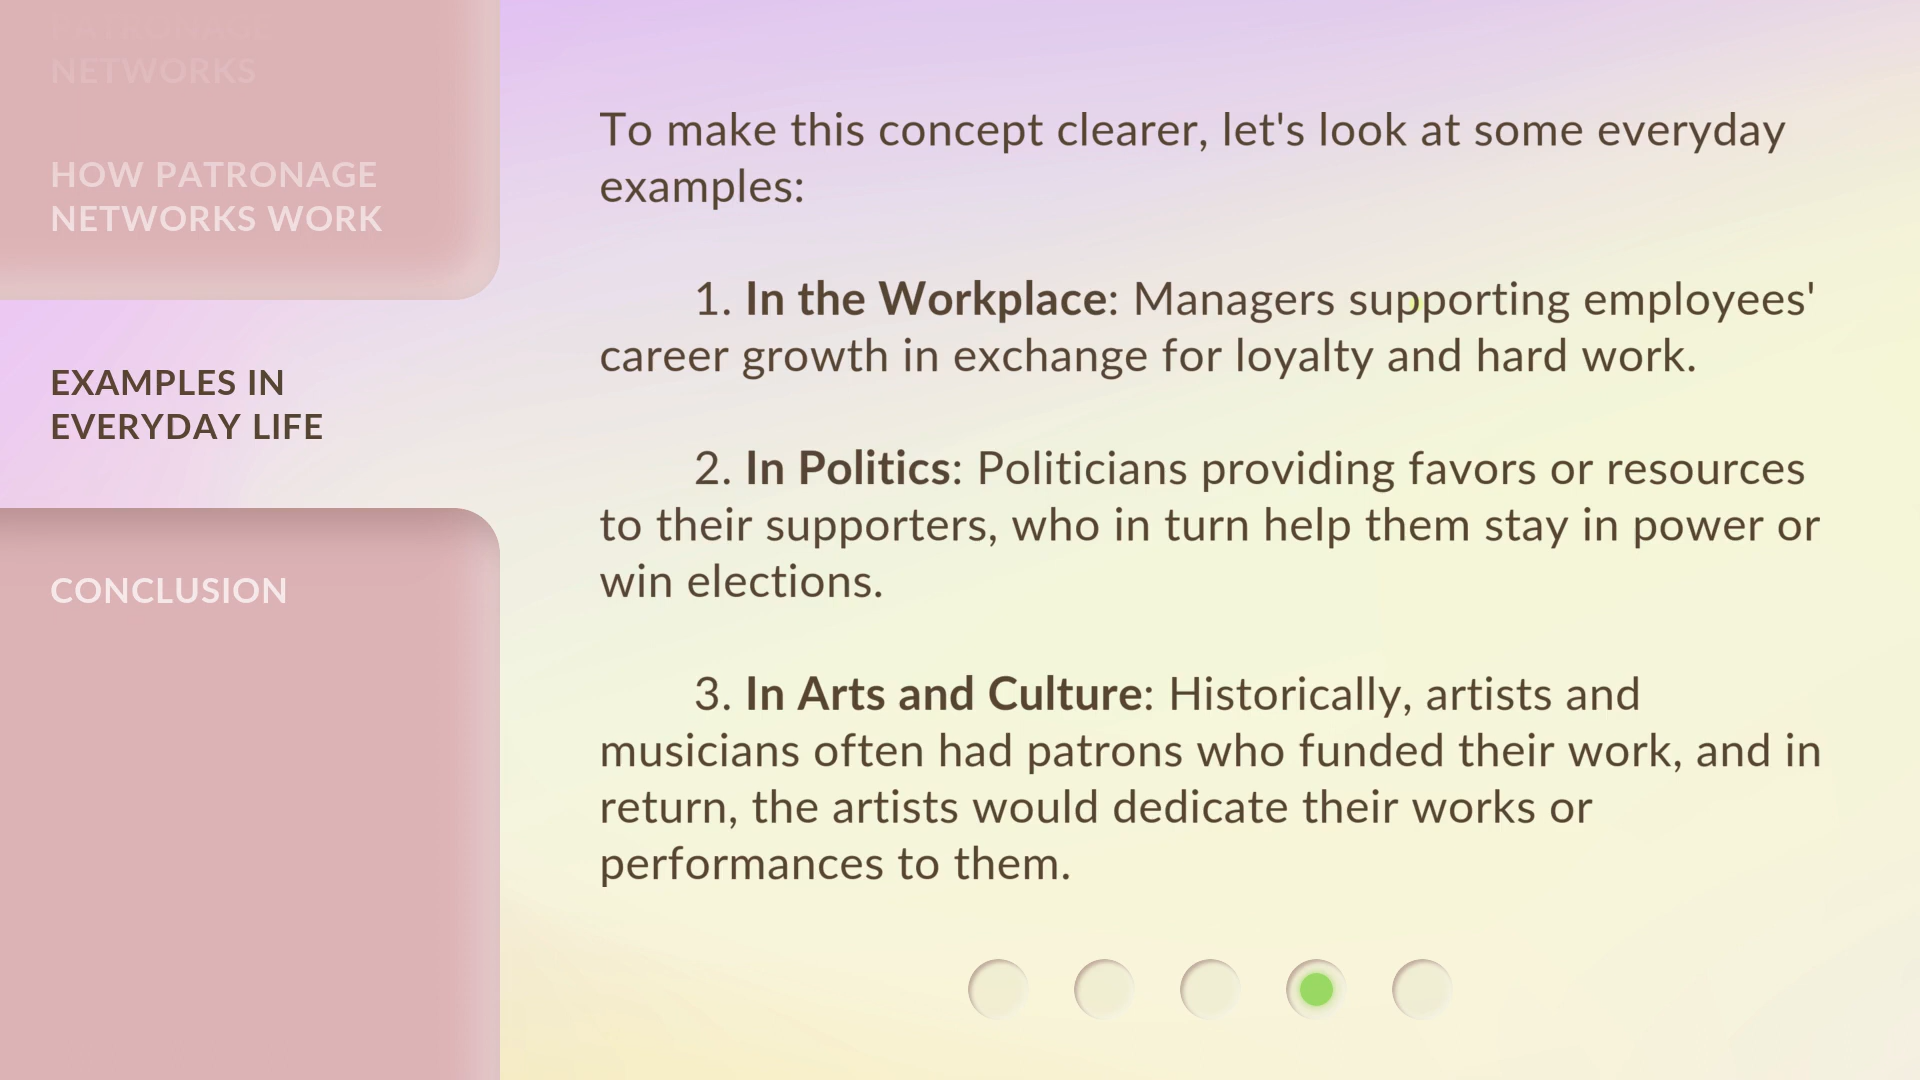 PATRONAGE
NETWORKS
HOW PATRONAGE
NETWORKS WORK
EXAMPLES IN
EVERYDAY LIFE
CONCLUSION
To make this concept clearer, let's look at some everyday
examples:
1. In the Workplace: Managers supporting employees'
career growth in exchange for loyalty and hard work.
2. In Politics: Politicians providing favors or resources
to their supporters, who in turn help them stay in power or
win elections.
3. In Arts and Culture: Historically, artists and
musicians often had patrons who funded their work, and in
return, the artists would dedicate their works or
performances to them.